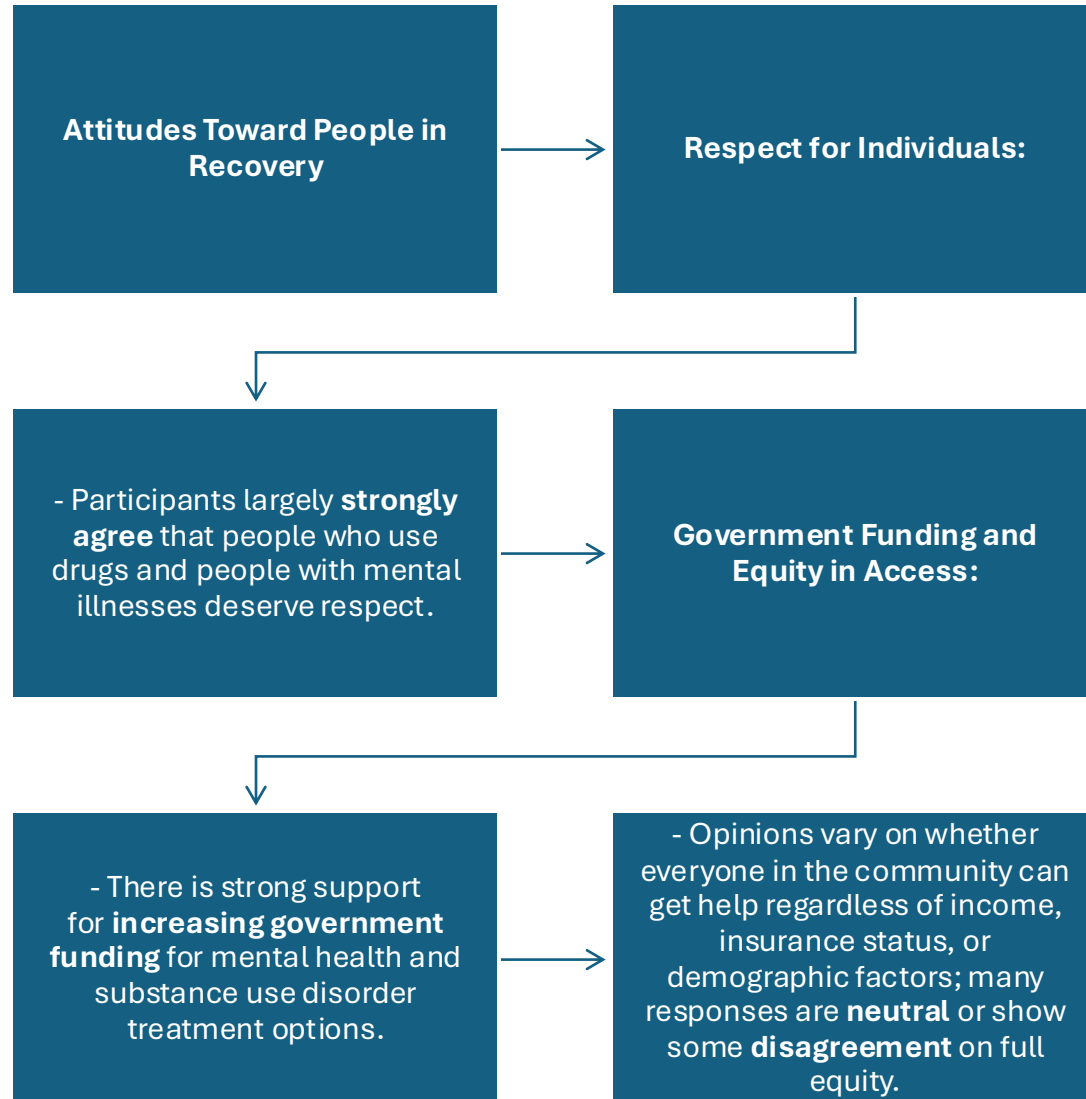 Attitudes Toward People in
Recovery
Respect for Individuals:
- Participants largely strongly
agree that people who use
drugs and people with mental
illnesses deserve respect.
Government Funding and
Equity in Access:
- There is strong support
for increasing government
funding for mental health and
substance use disorder
treatment options.
- Opinions vary on whether
everyone in the community can
get help regardless of income,
insurance status, or
demographic factors; many
responses are neutral or show
some disagreement on full
equity.